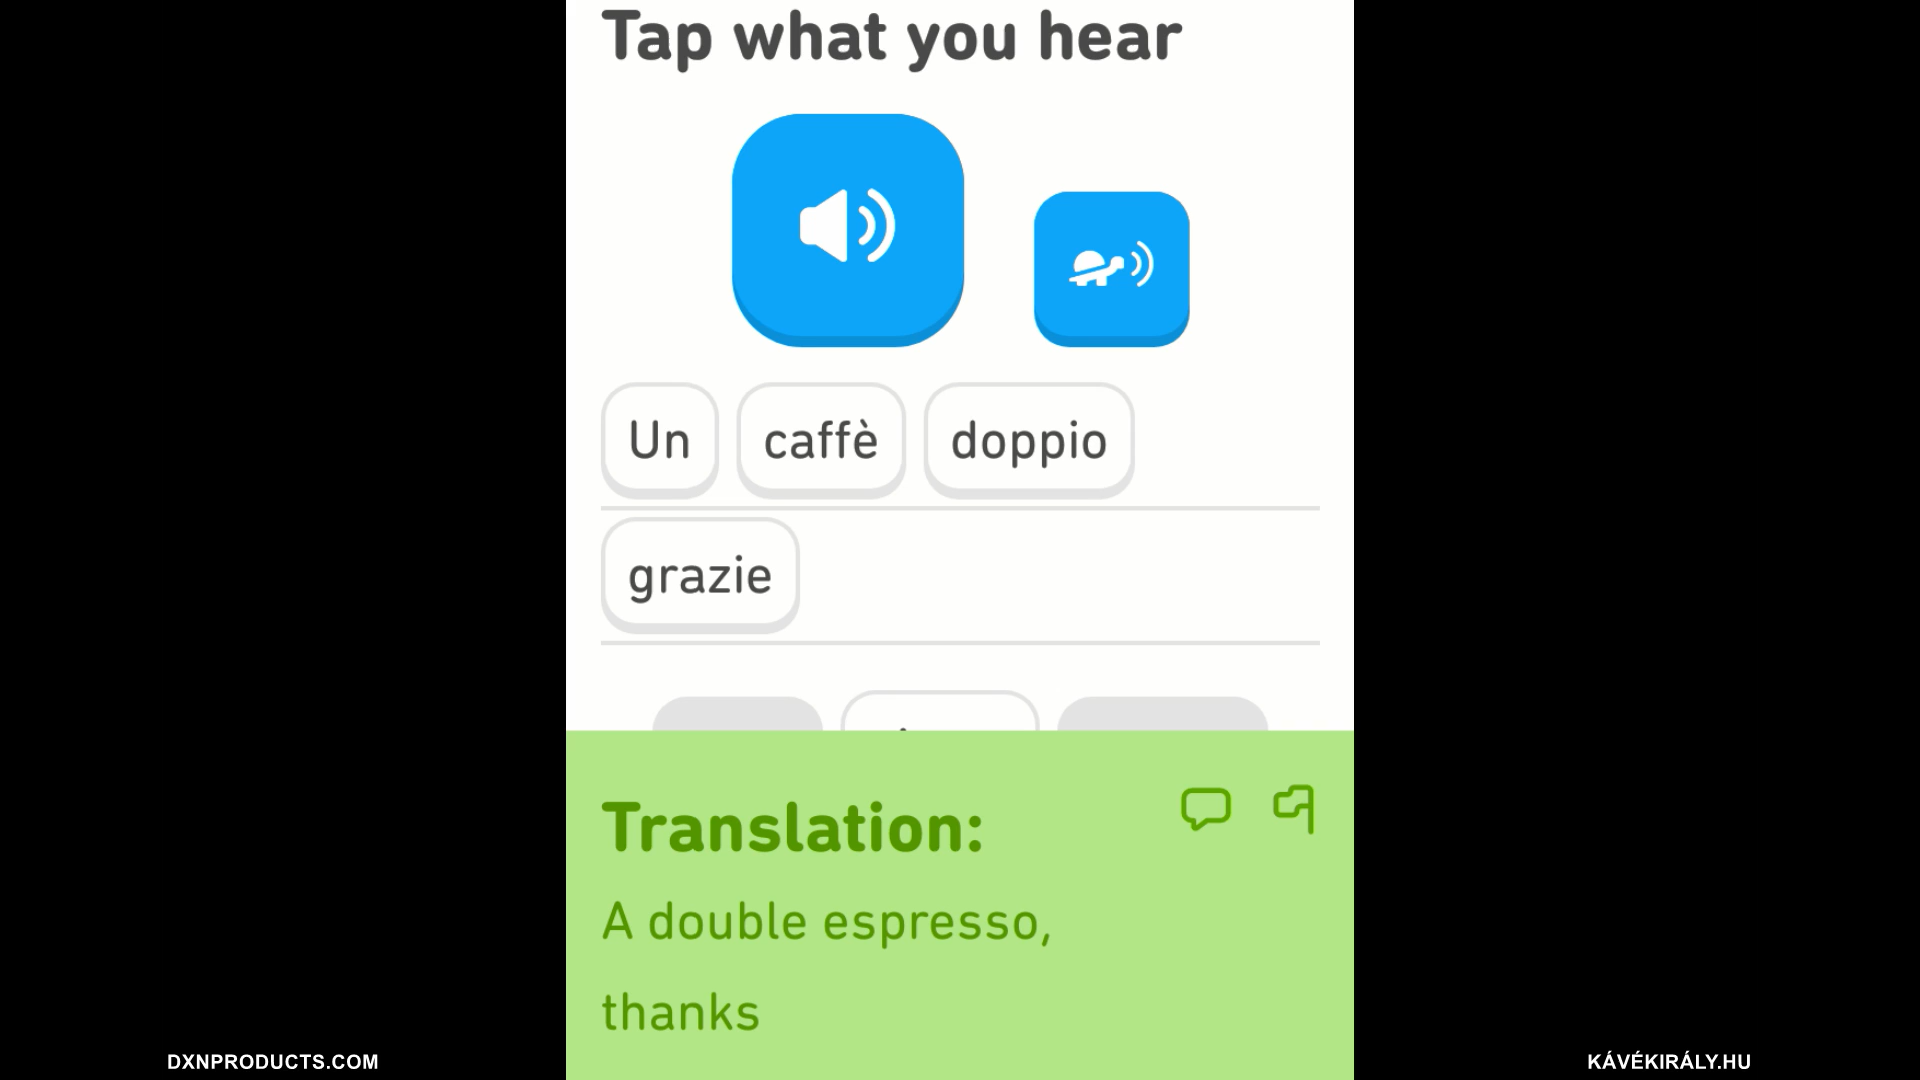 Tap what you hear
Un caffè doppio
grazie
Translation:
A double espresso,
thanks
DXNPRODUCTS.COM
KÁVÉKIRÁLY.HU